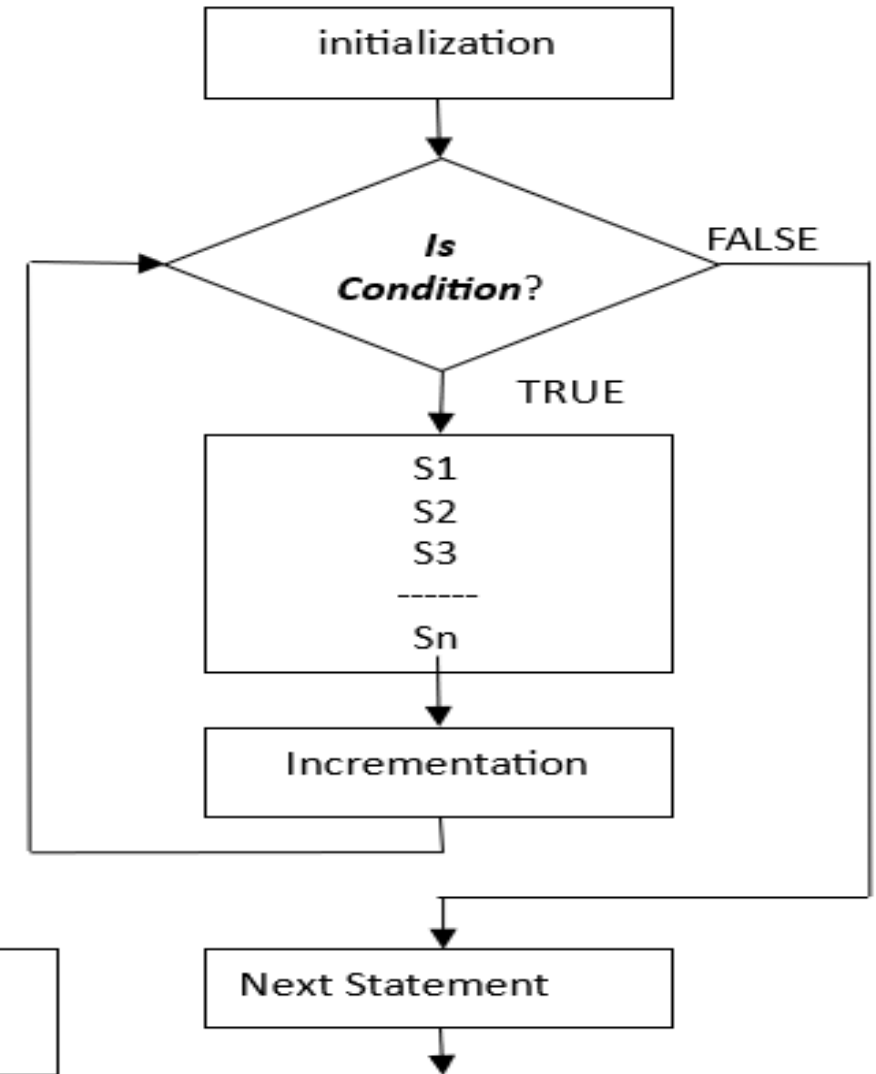 initialization
Is
Condition?
FALSE
TRUE
S1
S2
S3
------
Sn
Incrementation
Next Statement